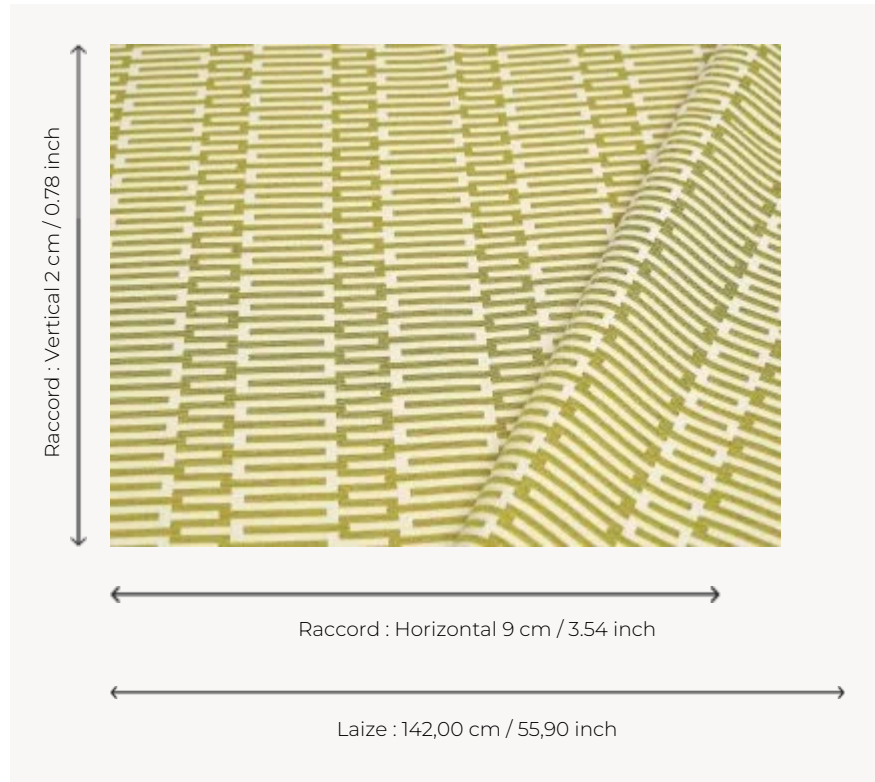 Raccord : Vertical 2 cm / 0.78 inch
Raccord : Horizontal 9 cm / 3.54 inch
Laize : 142,00 cm / 55,90 inch